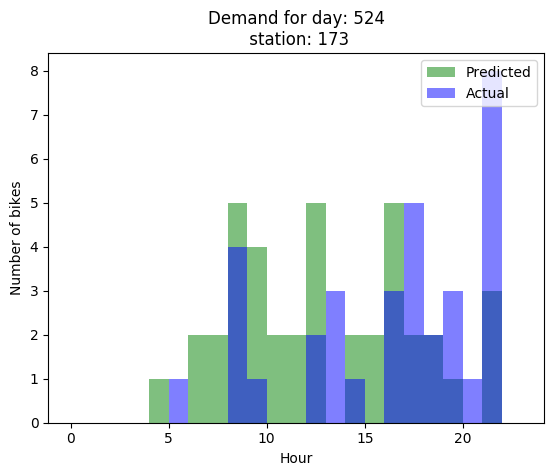 Demand for day: 524
station: 173
Predicted
Actual
Number of bikes
8
7
6
5
4
3
2
1
0
0 5 10 15 20
Hour